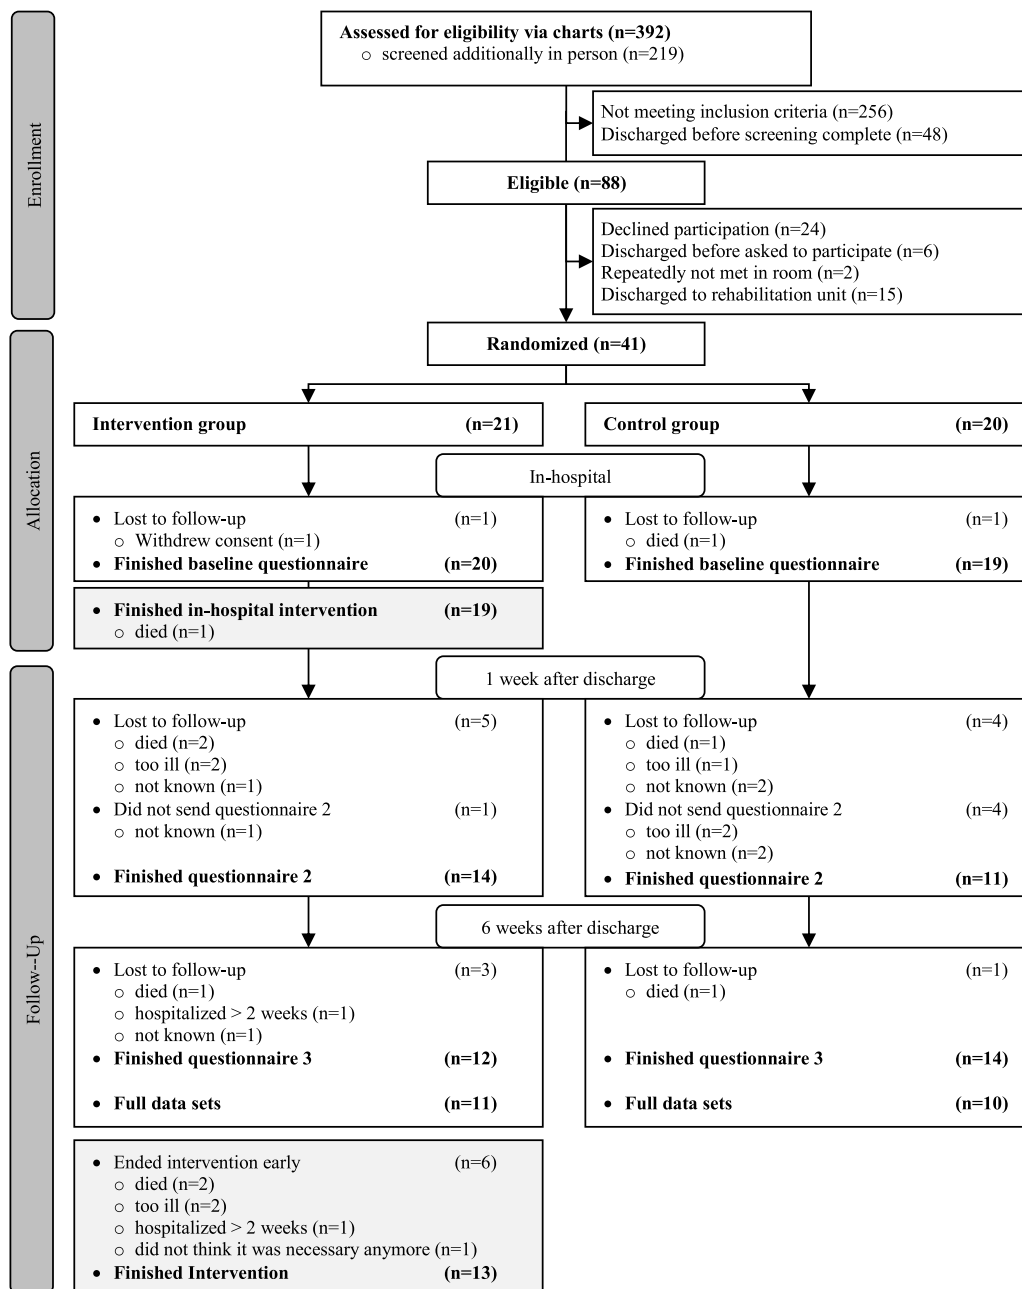 Enrollment
Assessed for eligibility via charts (n=392)
o screened additionally in person (n=219)
Not meeting inclusion criteria (n=256)
Discharged before screening complete (n=48)
Eligible (n=88)
Declined participation (n=24)
Discharged before asked to participate (n=6)
Repeatedly not met in room (n=2)
Discharged to rehabilitation unit (n=15)
Allocation
Randomized (n=41)
Intervention group (n=21)
Control group (n=20)
In-hospital
• Lost to follow-up (n=1)
o Withdrew consent (n=1)
• Finished baseline questionnaire (n=20)
• Lost to follow-up (n=1)
o died (n=1)
• Finished baseline questionnaire (n=19)
• Finished in-hospital intervention (n=19)
o died (n=1)
Follow--Up
1 week after discharge
• Lost to follow-up (n=5)
o died (n=2)
o too ill (n=2)
o not known (n=1)
• Did not send questionnaire 2 (n=1)
o not known (n=1)
• Finished questionnaire 2 (n=14)
• Lost to follow-up (n=4)
o died (n=1)
o too ill (n=1)
o not known (n=2)
• Did not send questionnaire 2 (n=4)
o too ill (n=2)
o not known (n=2)
• Finished questionnaire 2 (n=11)
6 weeks after discharge
• Lost to follow-up (n=3)
o died (n=1)
o hospitalized > 2 weeks (n=1)
o not known (n=1)
• Finished questionnaire 3 (n=12)
• Full data sets (n=11)
• Lost to follow-up (n=1)
o died (n=1)
• Finished questionnaire 3 (n=14)
• Full data sets (n=10)
• Ended intervention early (n=6)
o died (n=2)
o too ill (n=2)
o hospitalized > 2 weeks (n=1)
o did not think it was necessary anymore (n=1)
• Finished Intervention (n=13)